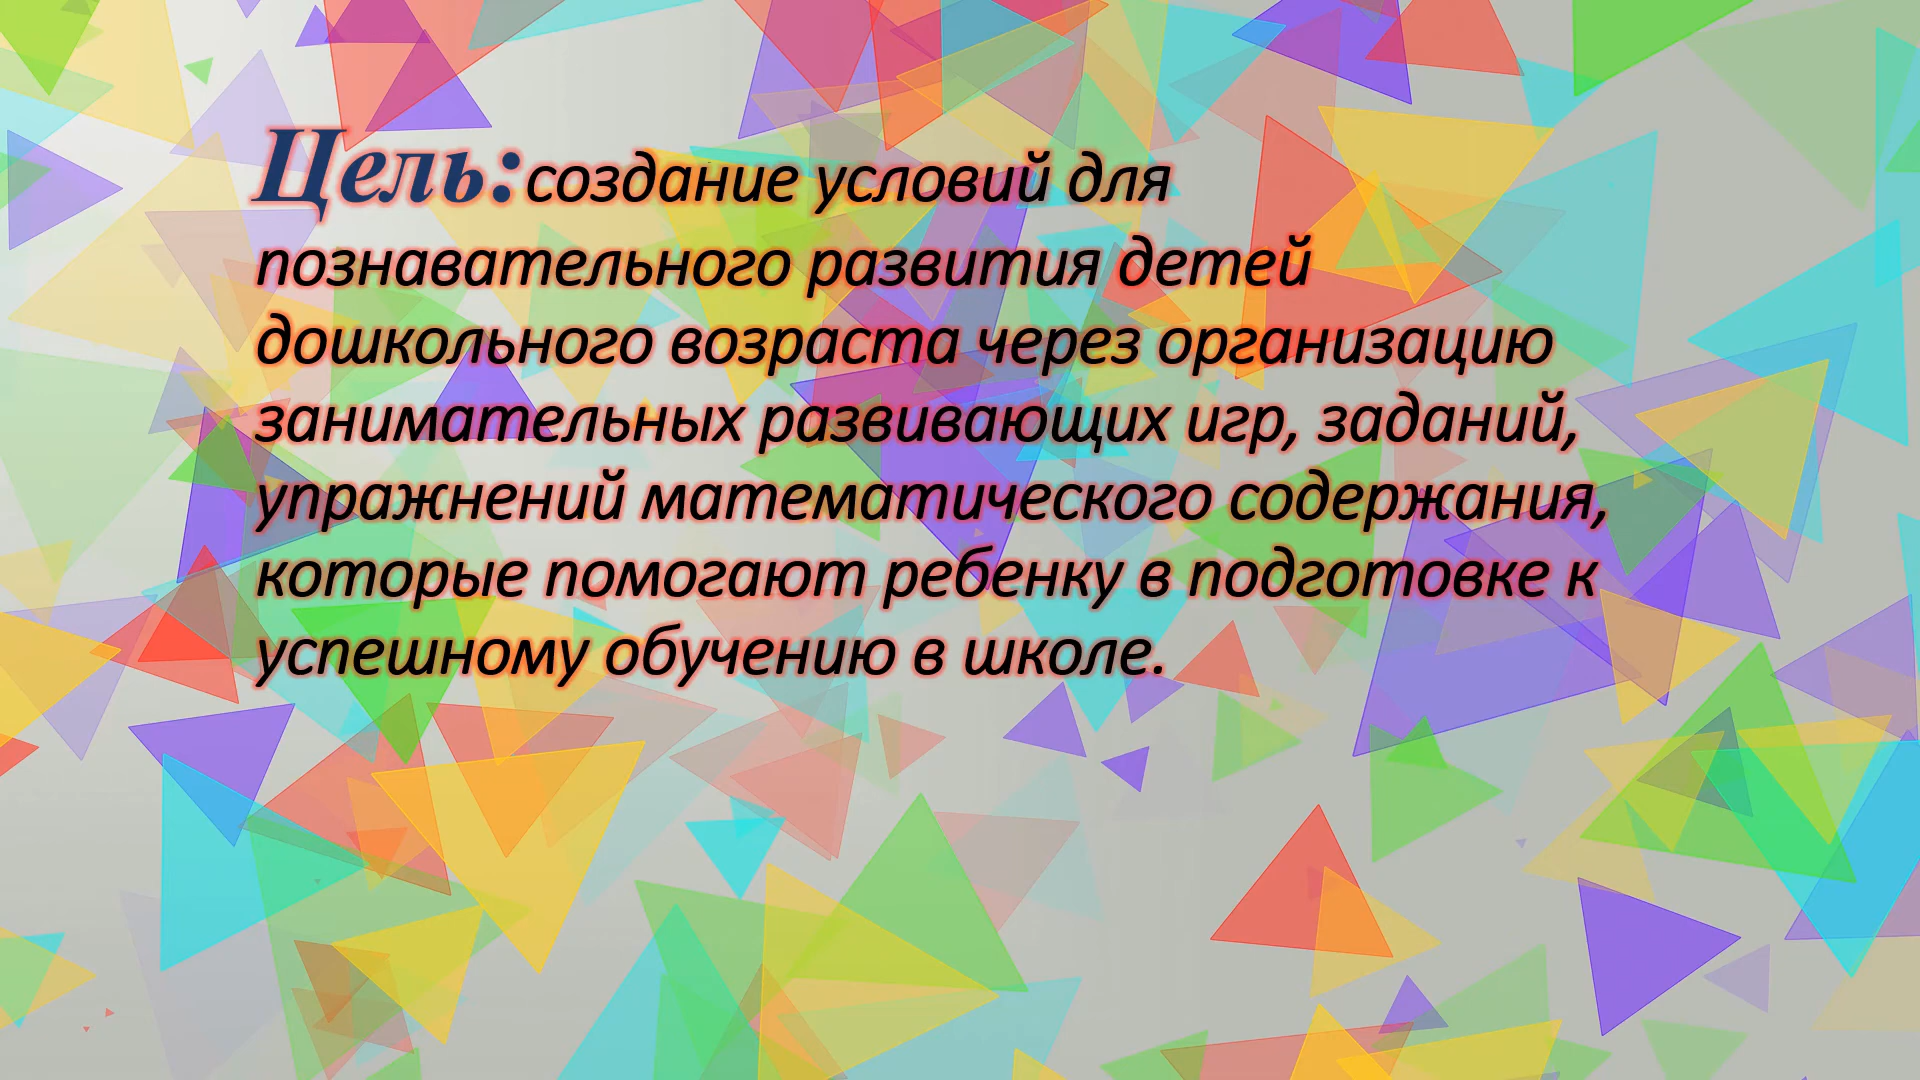 Цель:создание условий для
познавательного развития детей
дошкольного возраста через организацию
занимательных развивающих игр, заданий,
упражнений математического содержания,
которые помогают ребенку в подготовке к
успешному обучению в школе.